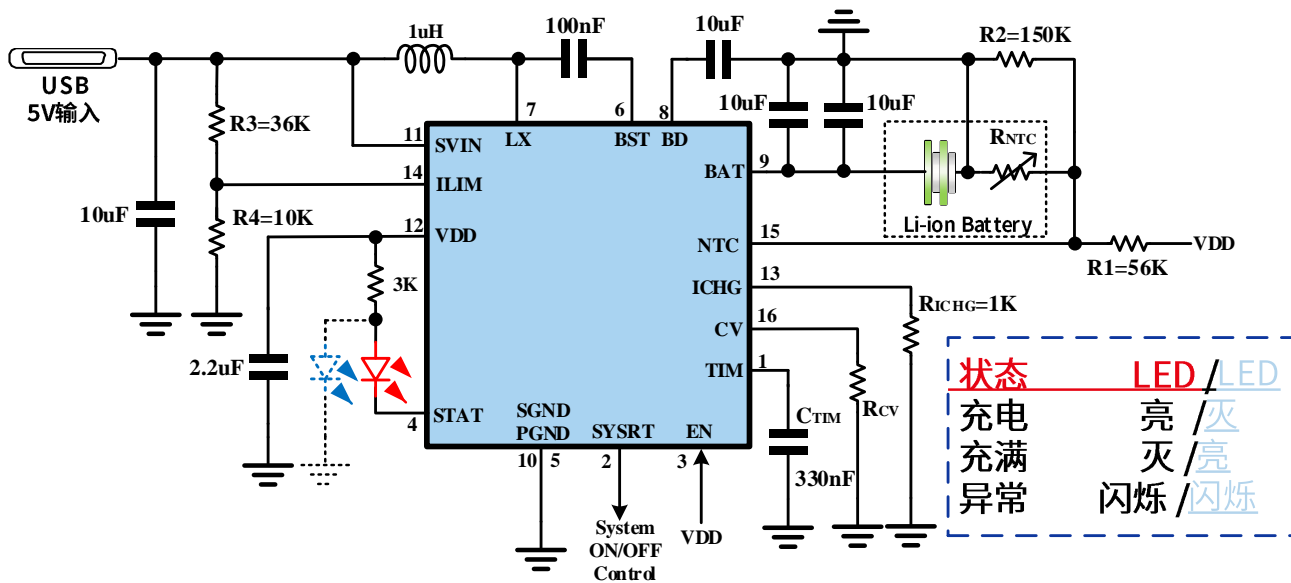 1uH
100nF
10uF
R2=150K
USB
5V输入
R3=36K
7
6
8
10uF
10uF
11
SVIN
LX
BST
BD
RNTC
14
ILIM
BAT
9
10uF
R4=10K
12
VDD
Li-ion Battery
NTC
15
VDD
R1=56K
3K
ICHG
13
RICHG=1K
CV
16
2.2uF
TIM
1
状态 LED /LED
充电 亮 /灭
充满 灭 /亮
异常 闪烁 /闪烁
STAT
4
SGND
PGND
SYSRT
EN
CTIM
RCV
10
5
2
3
330nF
System
ON/OFF
Control
VDD